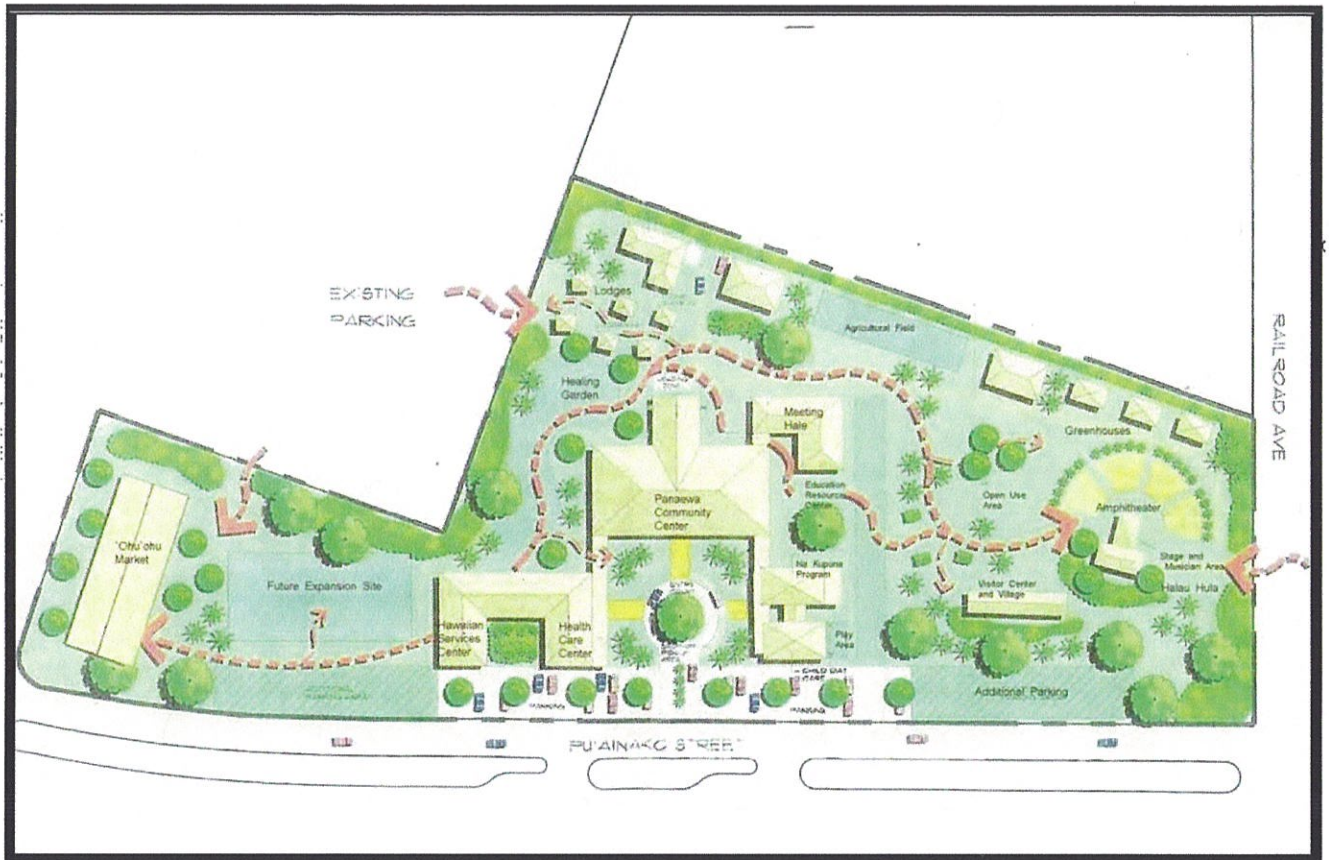 EXISTING
PARKING
Lodges
Agricultural Field
RAILROAD AVE
Healing
Garden
Meeting
Hale
Greenhouses
Panaewa
Community
Center
Education
Resource
Center
Open Use
Area
Amphitheater
'Ohu'ohu
Market
Future Expansion Site
Na Kupuna
Program
Stage and
Musician Area
Halau Hula
Visitor Center
and Village
Hawaiian
Services
Center
Health
Care
Center
Play
Area
CHILD DAY
CARE
Additional Parking
PARKING
PARKING
PU'AINAKO STREET